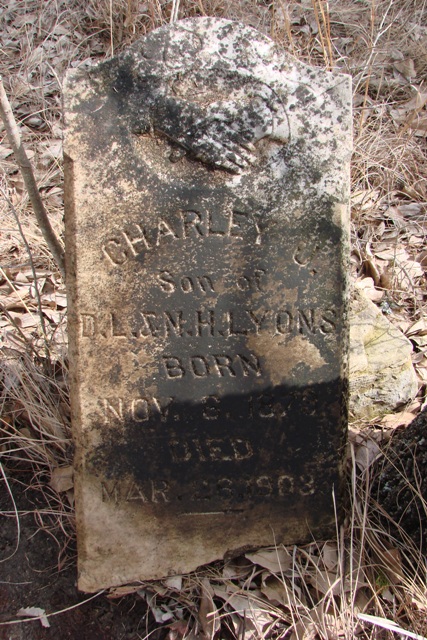 CHARLEY C.
Son of
D.L.&N.H.LYONS
BORN
NOV.
DIED
MAR. 1903